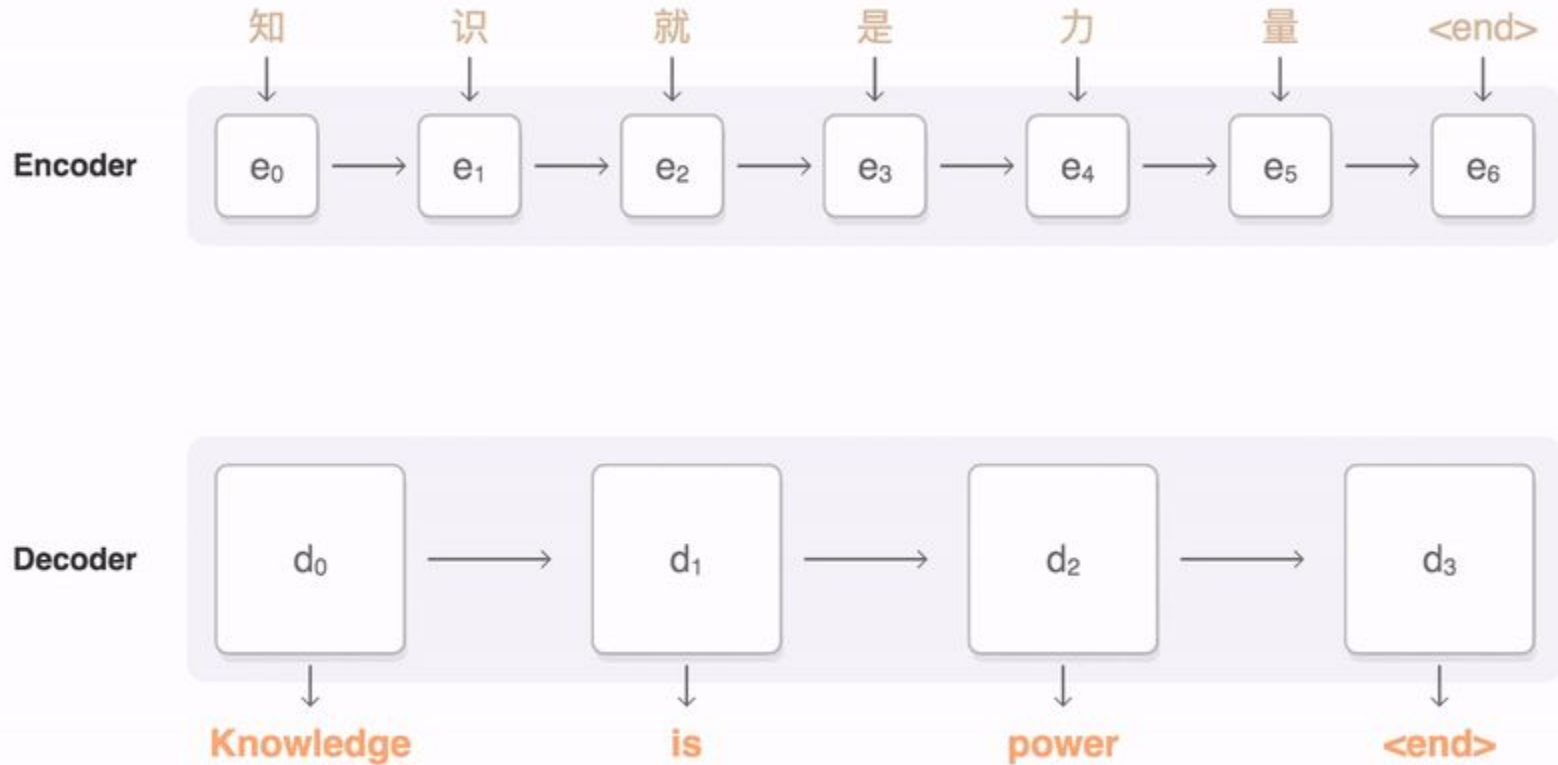 知 识 就 是 力 量 <end>
Encoder e₀ e₁ e₂ e₃ e₄ e₅ e₆
Decoder d₀ d₁ d₂ d₃
Knowledge is power <end>